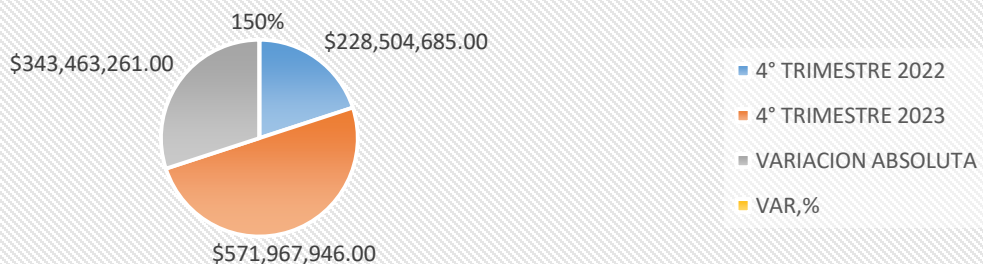 150%
$228,504,685.00
$343,463,261.00
$571,967,946.00
4° TRIMESTRE 2022
4° TRIMESTRE 2023
VARIACION ABSOLUTA
VAR,%